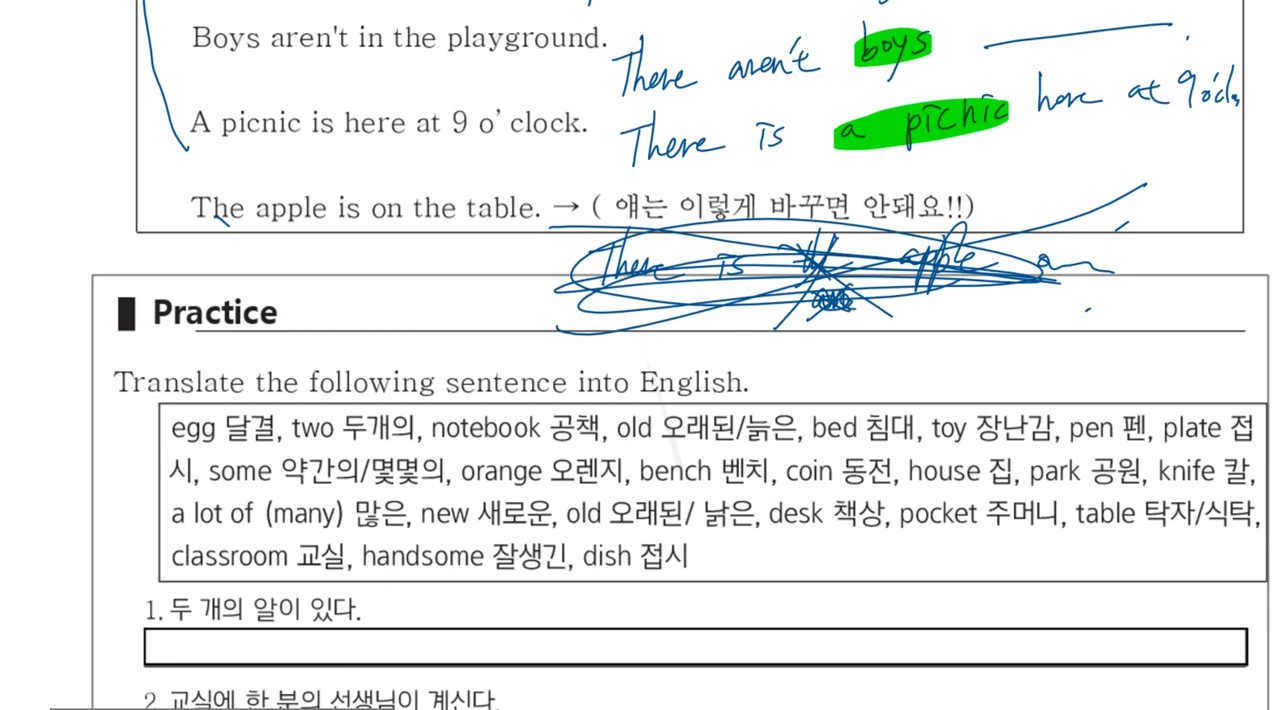 Boys aren't in the playground.
There aren't boys
A picnic is here at 9 o'clock.
There is a picnic here at 9 o'clo
The apple is on the table. → ( 얘는 이렇게 바꾸면 안돼요!!)
There is apple
Practice
Translate the following sentence into English.
egg 달결, two 두개의, notebook 공책, old 오래된/늙은, bed 침대, toy 장난감, pen 펜, plate 접
시, some 약간의/몇몇의, orange 오렌지, bench 벤치, coin 동전, house 집, park 공원, knife 칼,
a lot of (many) 많은, new 새로운, old 오래된/ 낡은, desk 책상, pocket 주머니, table 탁자/식탁,
classroom 교실, handsome 잘생긴, dish 접시
1. 두 개의 알이 있다.
2 교실에 한 분의 선생님이 계신다.